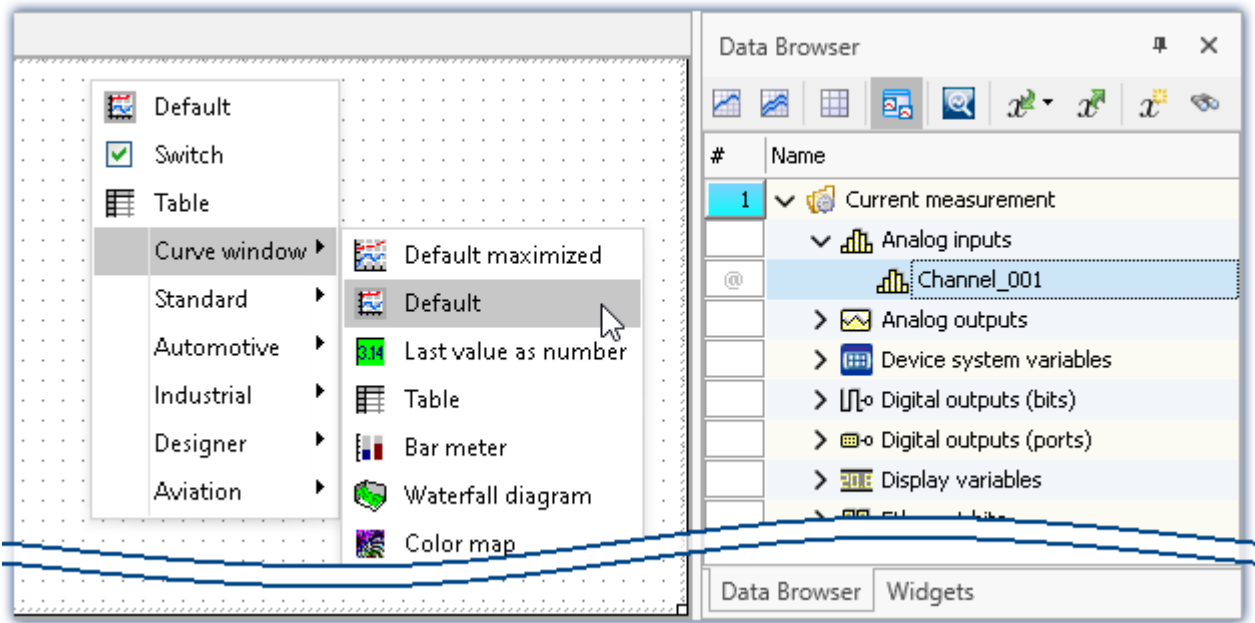 Default
Switch
Table
Curve window
Standard
Automotive
Industrial
Designer
Aviation
Default maximized
Default
3.14 Last value as number
Table
Bar meter
Waterfall diagram
Color map
Data Browser
# Name
1 Current measurement
Analog inputs
@ Channel_001
Analog outputs
Device system variables
Digital outputs (bits)
Digital outputs (ports)
Display variables
Data Browser Widgets